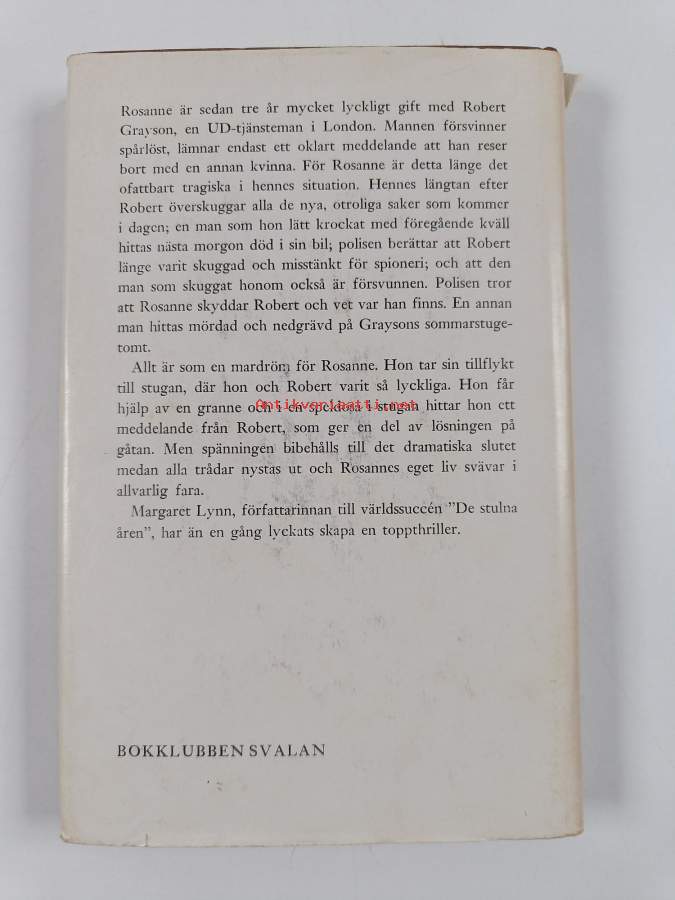 Rosanne är sedan tre år mycket lyckligt gift med Robert
Grayson, en UD-tjänsteman i London. Mannen försvinner
spårlöst, lämnar endast ett oklart meddelande att han reser
bort med en annan kvinna. För Rosanne är detta länge det
ofattbart tragiska i hennes situation. Hennes längtan efter
Robert överskuggar alla de nya, otroliga saker som kommer
i dagen; en man som hon lätt krockat med föregående kväll
hittas nästa morgon död i sin bil; polisen berättar att Robert
länge varit skuggad och misstänkt för spioneri; och att den
man som skuggat honom också är försvunnen. Polisen tror
att Rosanne skyddar Robert och vet var han finns. En annan
man hittas mördad och nedgrävd på Graysons sommarstuge-
tomt.
Allt är som en mardröm för Rosanne. Hon tar sin tillflykt
till stugan, där hon och Robert varit så lyckliga. Hon får
hjälp av en granne och i en speldosa i stugan hittar hon ett
Antikvariaatti.net
meddelande från Robert, som ger en del av lösningen på
gåtan. Men spänningen bibehålls till det dramatiska slutet
medan alla trådar nystas ut och Rosannes eget liv svävar i
allvarlig fara.
Margaret Lynn, författarinnan till världssuccén ”De stulna
åren”, har än en gång lyckats skapa en toppthriller.
BOKKLUBBEN SVALAN